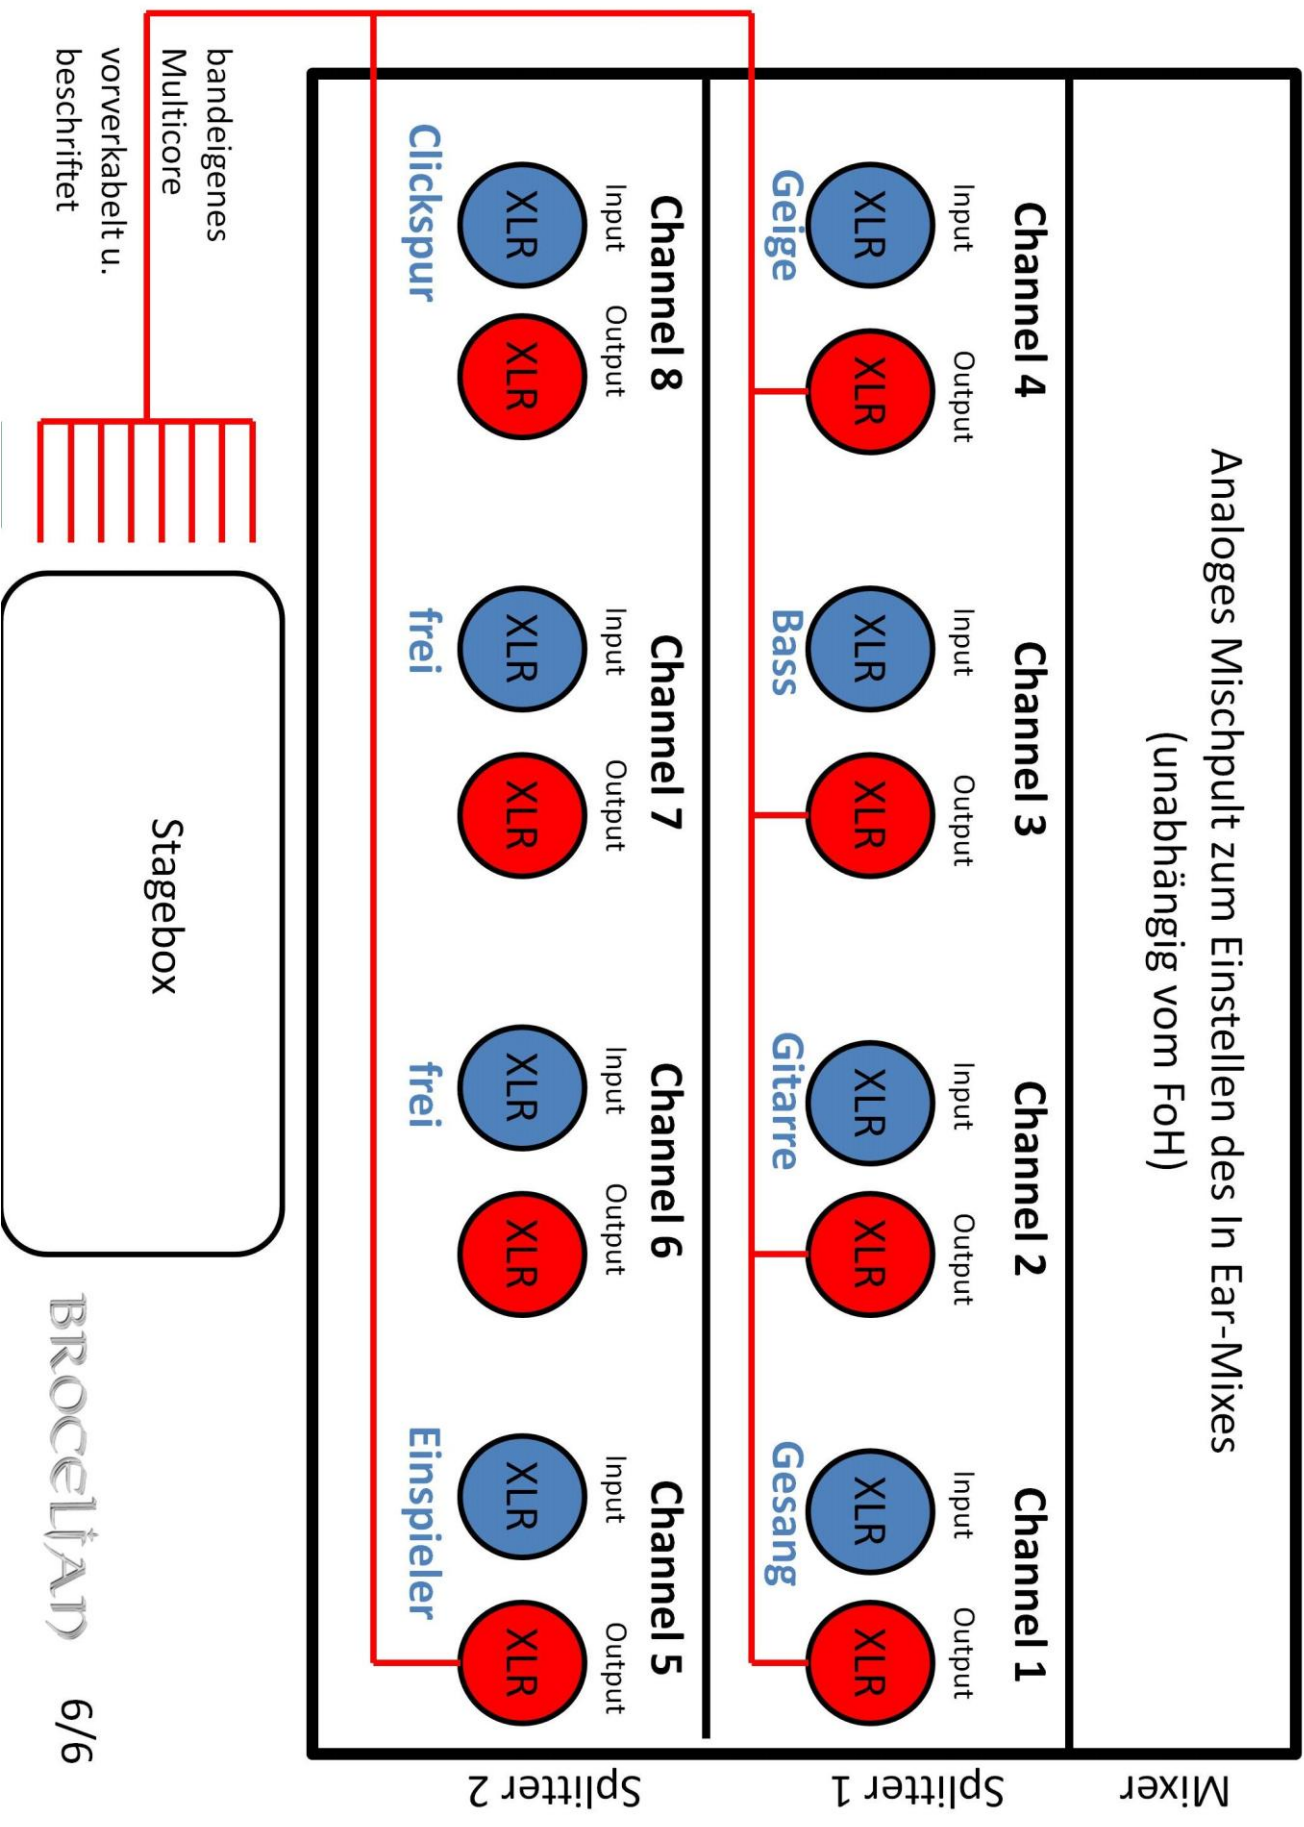 Analoges Mischpult zum Einstellen des In Ear-Mixes
(unabhängig vom FoH)
Mixer
Channel 4
Channel 3
Channel 2
Channel 1
Input
Output
Input
Output
Input
Output
Input
Output
XLR
XLR
XLR
XLR
XLR
XLR
XLR
XLR
Geige
Bass
Gitarre
Gesang
Splitter 1
Channel 8
Channel 7
Channel 6
Channel 5
Input
Output
Input
Output
Input
Output
Input
Output
XLR
XLR
XLR
XLR
XLR
XLR
XLR
XLR
Clickspur
frei
frei
Einspieler
Splitter 2
bandeigenes
Multicore
vorverkabelt u.
beschriftet
Stagebox
BROCELIAN
6/6